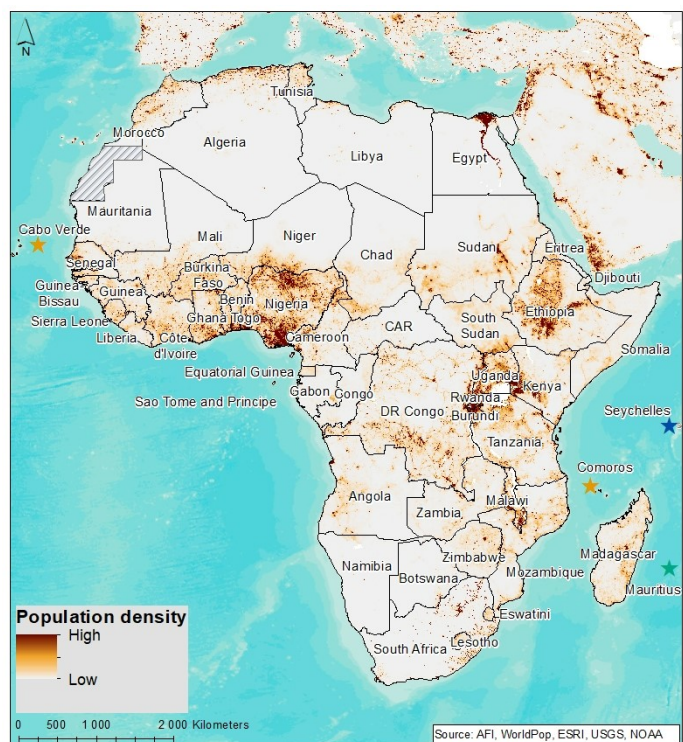 N
Tunisia
Morocco
Algeria
Libya
Egypt
Mauritania
Cabo Verde
Mali
Niger
Chad
Sudan
Eritrea
Senegal
Burkina
Faso
Djibouti
Guinea
Bissau
Guinea
Benin
Nigeria
Ethiopia
Sierra Leone
Ghana
Togo
South
Sudan
CAR
Liberia
Côte
d'Ivoire
Cameroon
Somalia
Equatorial Guinea
Uganda
Kenya
Gabon
Congo
Rwanda
Sao Tome and Principe
DR Congo
Burundi
Seychelles
Tanzania
Comoros
Angola
Malawi
Zambia
Madagascar
Zimbabwe
Namibia
Botswana
Mozambique
Mauritius
Eswatini
South Africa
Lesotho
Population density
High
Low
0 500 1 000 2 000 Kilometers
Source: AFI, WorldPop, ESRI, USGS, NOAA